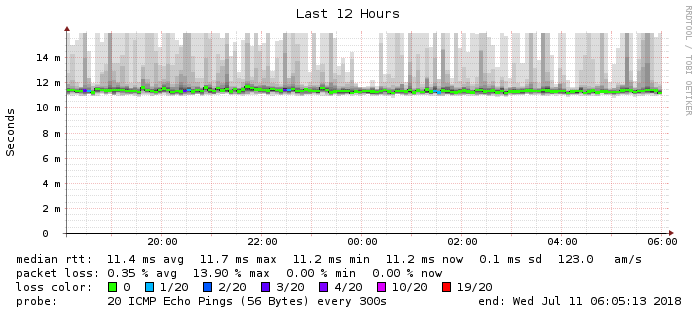 Last 12 Hours
RRDTOOL / TOBI OETIKER
Seconds
14 m
12 m
10 m
8 m
6 m
4 m
2 m
0
20:00 22:00 00:00 02:00 04:00 06:00
median rtt: 11.4 ms avg 11.7 ms max 11.2 ms min 11.2 ms now 0.1 ms sd 123.0 am/s
packet loss: 0.35 % avg 13.90 % max 0.00 % min 0.00 % now
loss color: 0 1/20 2/20 3/20 4/20 10/20 19/20
probe: 20 ICMP Echo Pings (56 Bytes) every 300s end: Wed Jul 11 06:05:13 2018